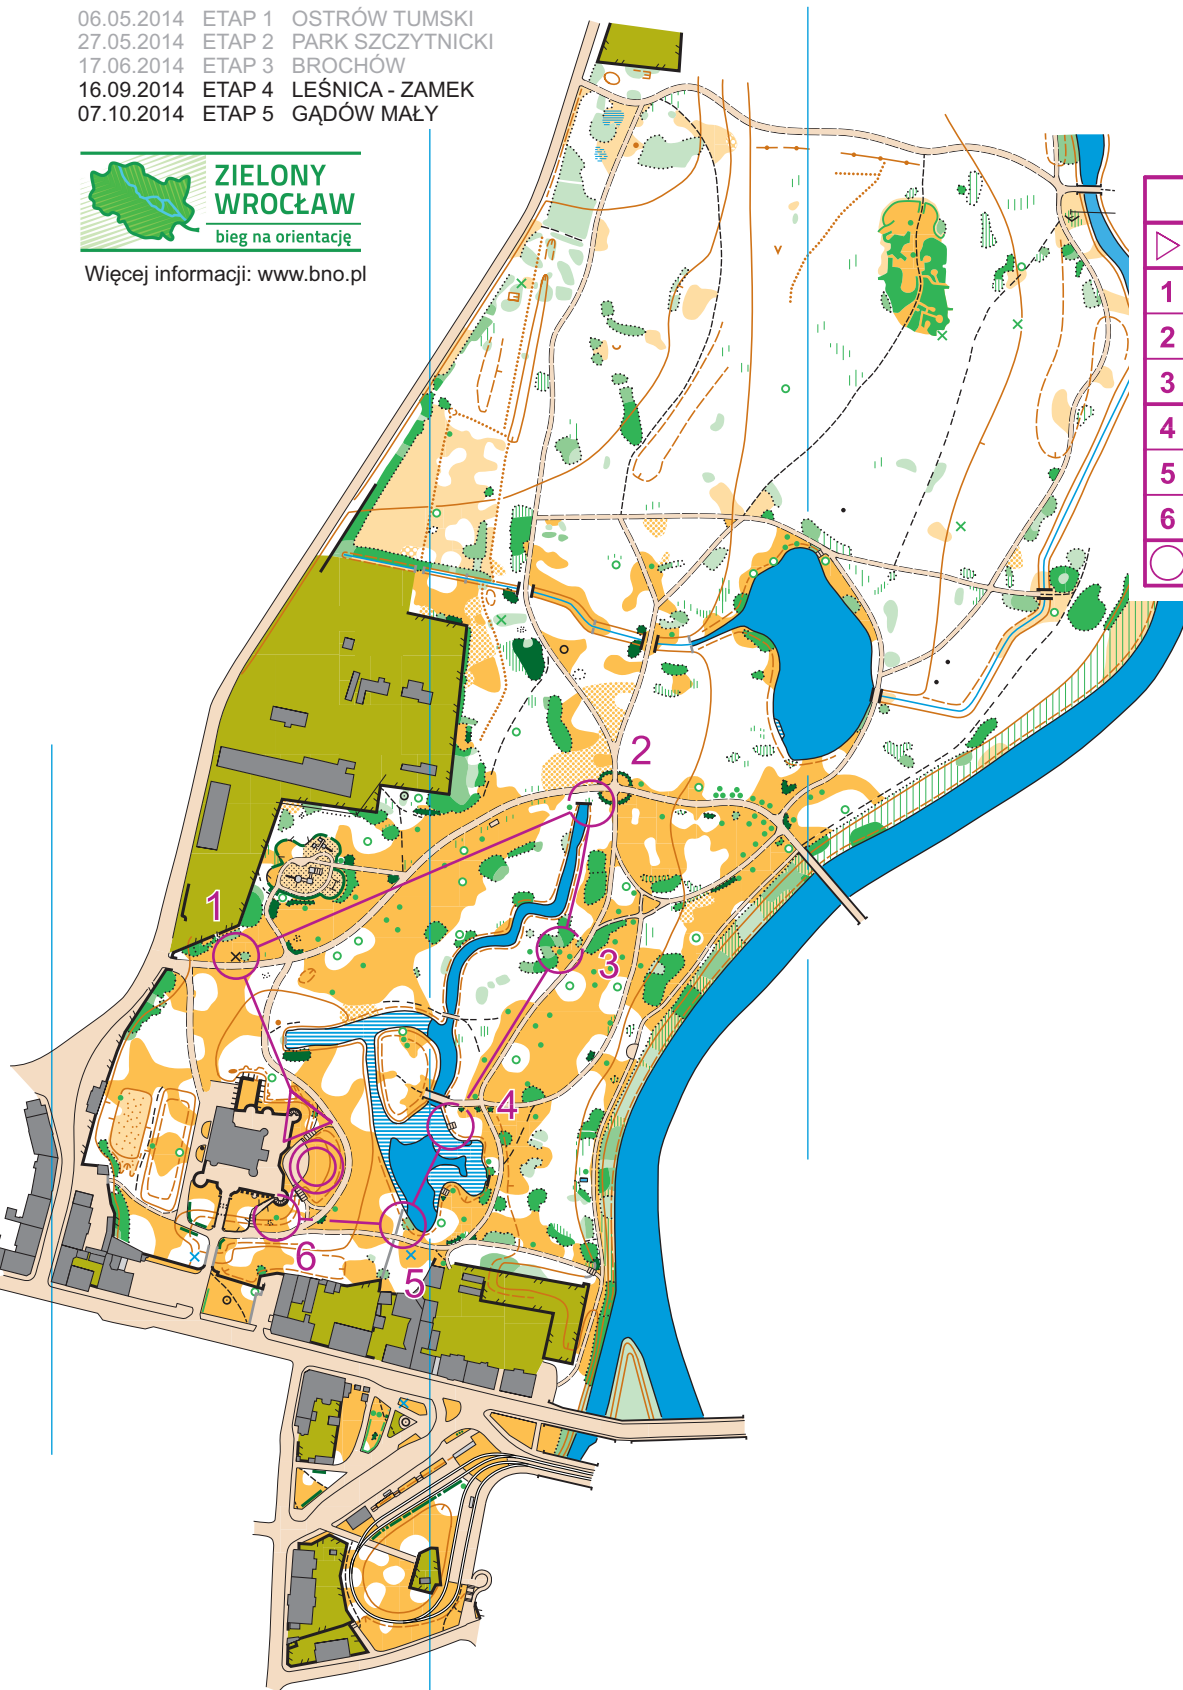 06.05.2014 ETAP 1 OSTRÓW TUMSKI
27.05.2014 ETAP 2 PARK SZCZYTNICKI
17.06.2014 ETAP 3 BROCHÓW
16.09.2014 ETAP 4 LEŚNICA - ZAMEK
07.10.2014 ETAP 5 GĄDÓW MAŁY
ZIELONY
WROCŁAW
bieg na orientację
Więcej informacji: www.bno.pl
1
2
3
4
5
6
2
1
3
4
6
5